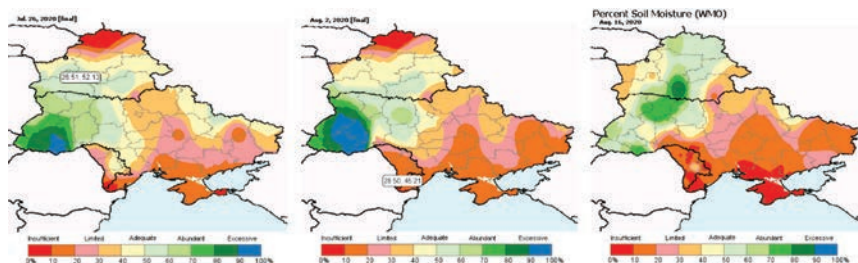 Jul. 26, 2020 [final]
28.51, 52.13
Insufficient Limited Adequate Abundant Excessive
0% 10 20 30 40 50 60 70 80 90 100%
Aug. 2, 2020 [final]
28.50, 45.21
Insufficient Limited Adequate Abundant Excessive
0% 10 20 30 40 50 60 70 80 90 100%
Percent Soil Moisture (WMO)
Aug. 16, 2020
Insufficient Limited Adequate Abundant Excessive
0% 10 20 30 40 50 60 70 80 90 100%